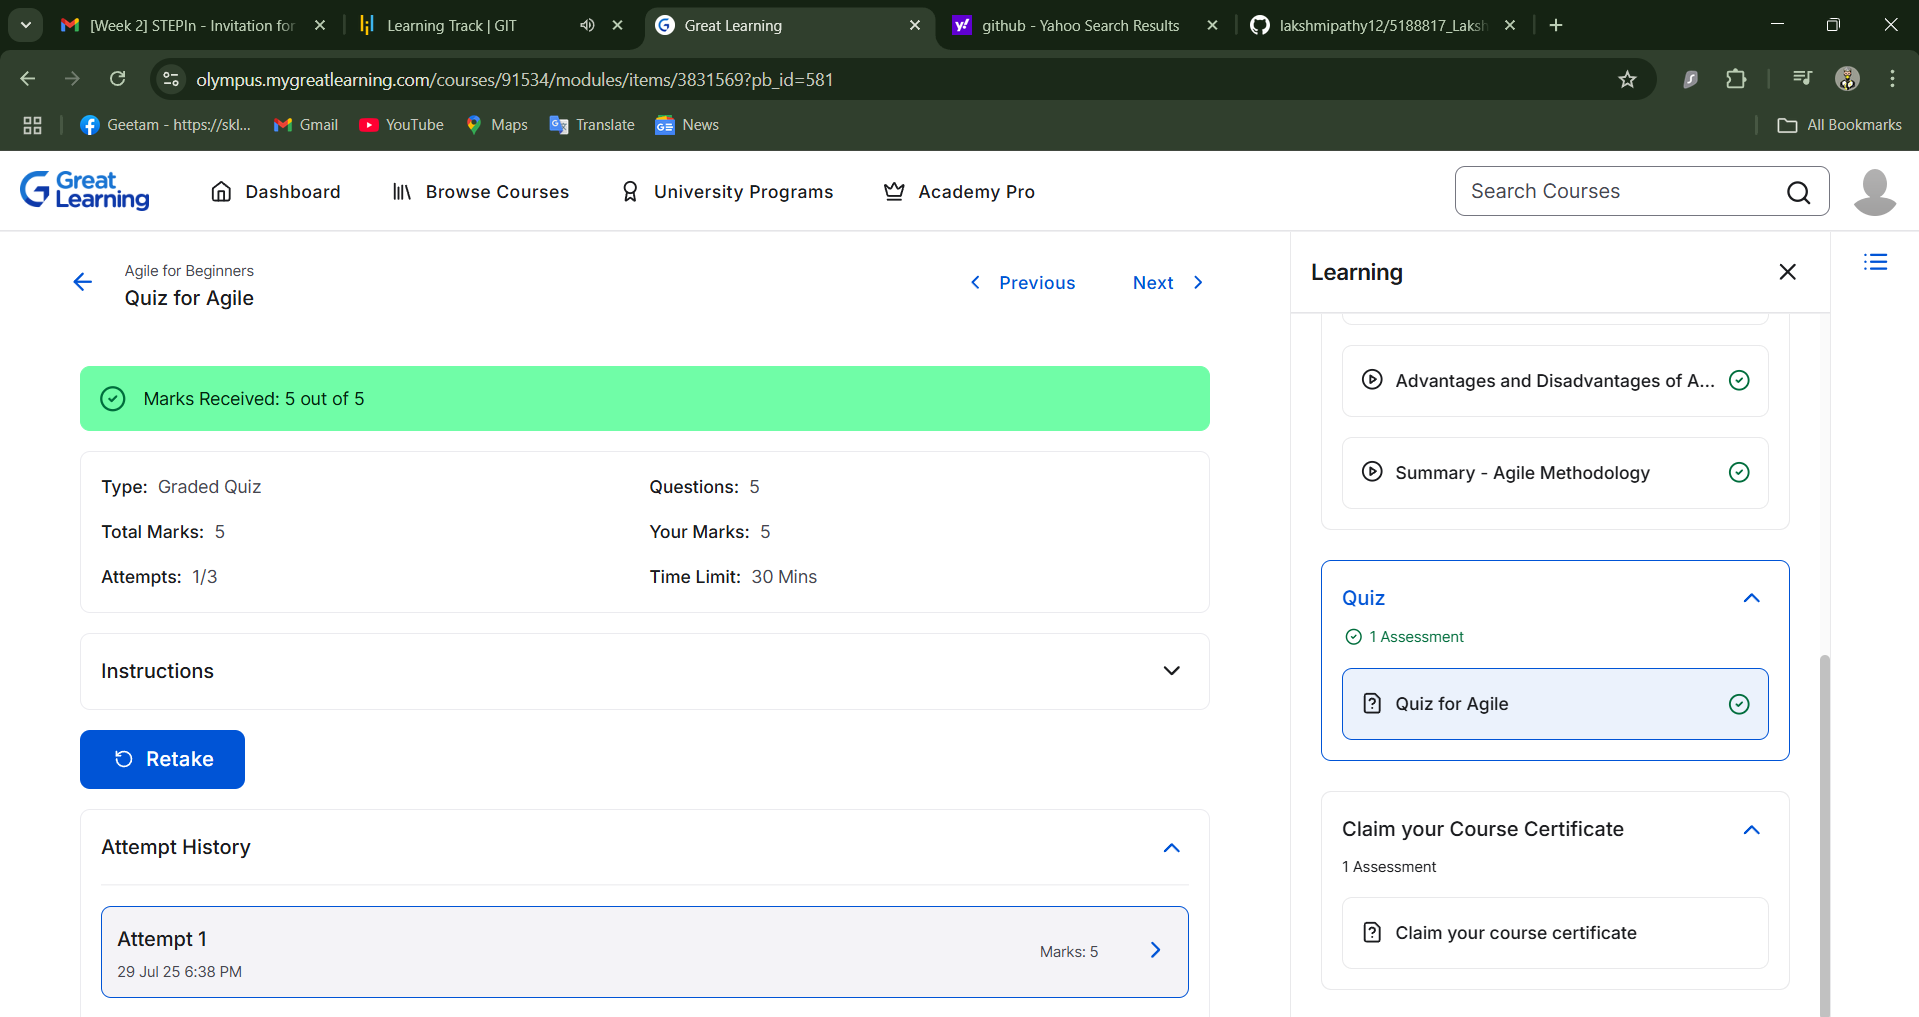 [Week 2] STEPIn - Invitation for
Learning Track | GIT
Great Learning
github - Yahoo Search Results
lakshmipathy12/5188817_Laksh
olympus.mygreatlearning.com/courses/91534/modules/items/3831569?pb_id=581
Geetam - https://skl...
Gmail
YouTube
Maps
Translate
News
All Bookmarks
Great Learning
Dashboard
Browse Courses
University Programs
Academy Pro
Search Courses
Agile for Beginners
Quiz for Agile
Previous
Next
Marks Received: 5 out of 5
Type: Graded Quiz
Questions: 5
Total Marks: 5
Your Marks: 5
Attempts: 1/3
Time Limit: 30 Mins
Instructions
Retake
Attempt History
Attempt 1
29 Jul 25 6:38 PM
Marks: 5
Learning
Advantages and Disadvantages of A...
Summary - Agile Methodology
Quiz
1 Assessment
Quiz for Agile
Claim your Course Certificate
1 Assessment
Claim your course certificate